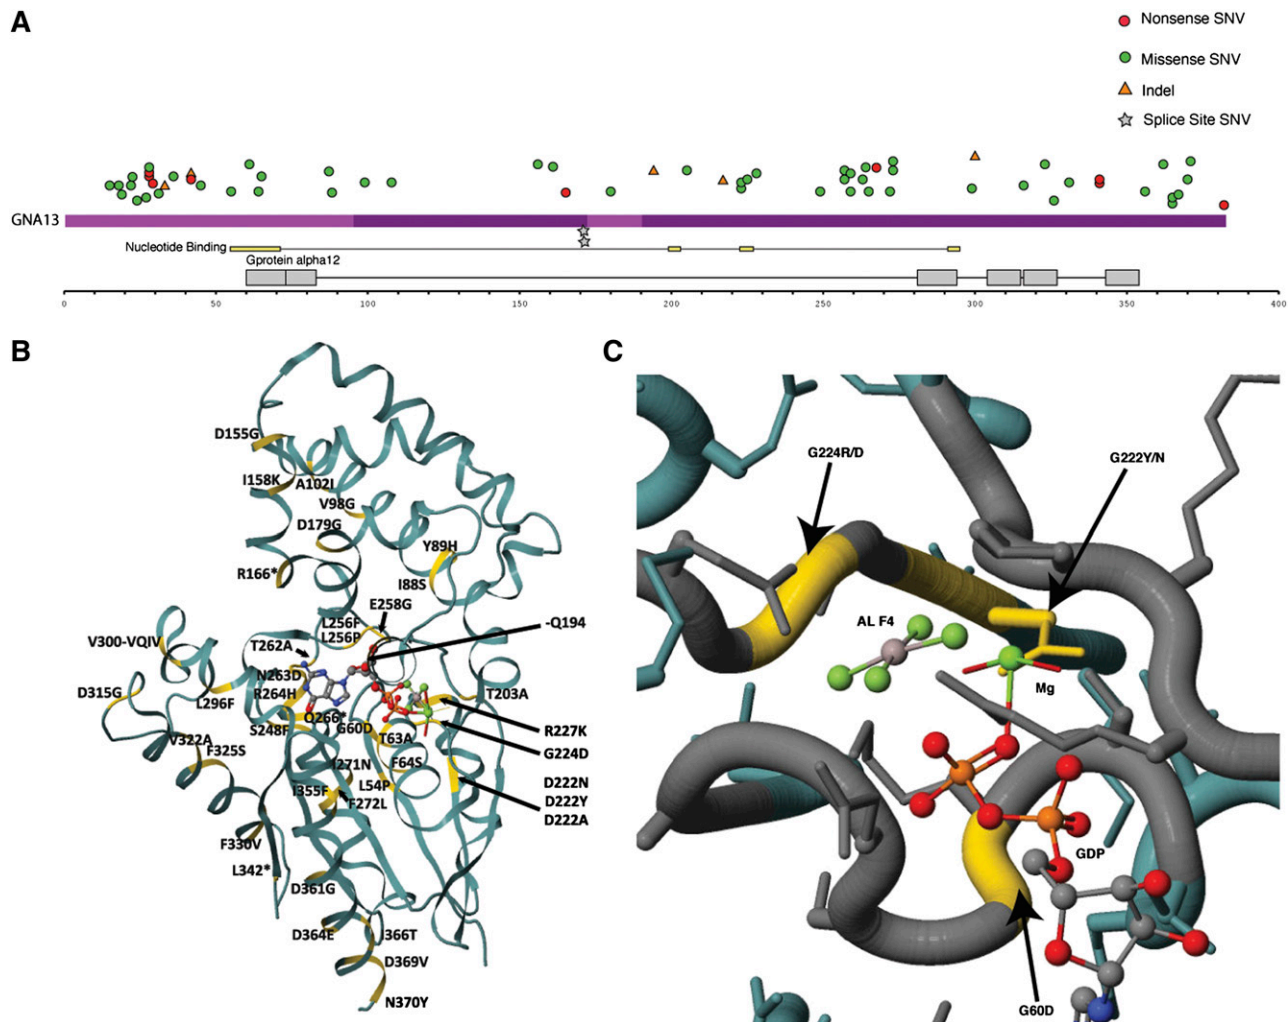 A
Nonsense SNV
Missense SNV
Indel
Splice Site SNV
GNA13
Nucleotide Binding
Gprotein alpha12
0 50 100 150 200 250 300 350 400
B
D155G
I158K
A102I
V98G
D179G
Y89H
R166*
I88S
E258G
L256F
L256P
-Q194
V300-VQIV
T262A
N263D
D315G
R264H
T203A
L296F
Q266*
S248F
G60D
R227K
V322A
T63A
G224D
F325S
I271N
F64S
D222N
I355F
L54P
D222Y
F272L
D222A
F330V
L342*
D361G
D364E
I366T
D369V
N370Y
C
G224R/D
G222Y/N
AL F4
Mg
GDP
G60D